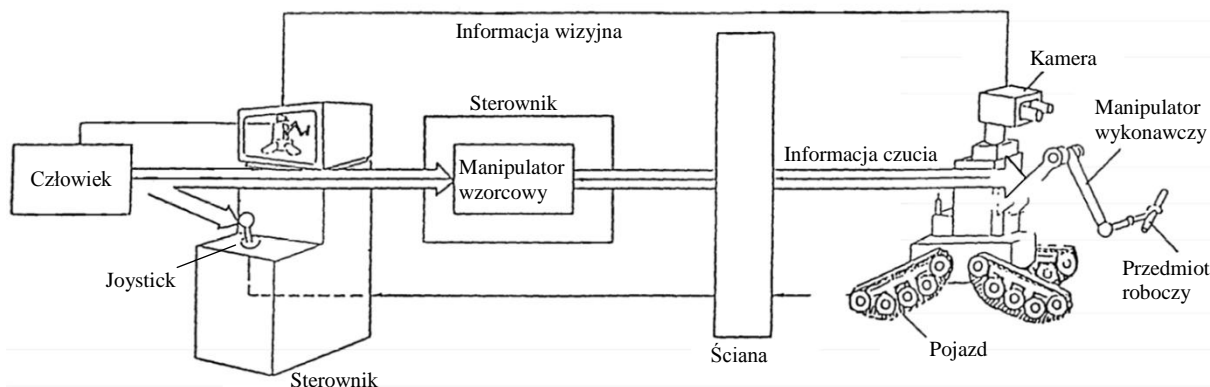 Informacja wizyjna
Kamera
Sterownik
Manipulator
wykonawczy
Człowiek
Manipulator
wzorcowy
Informacja czucia
Joystick
Przedmiot
roboczy
Pojazd
Ściana
Sterownik